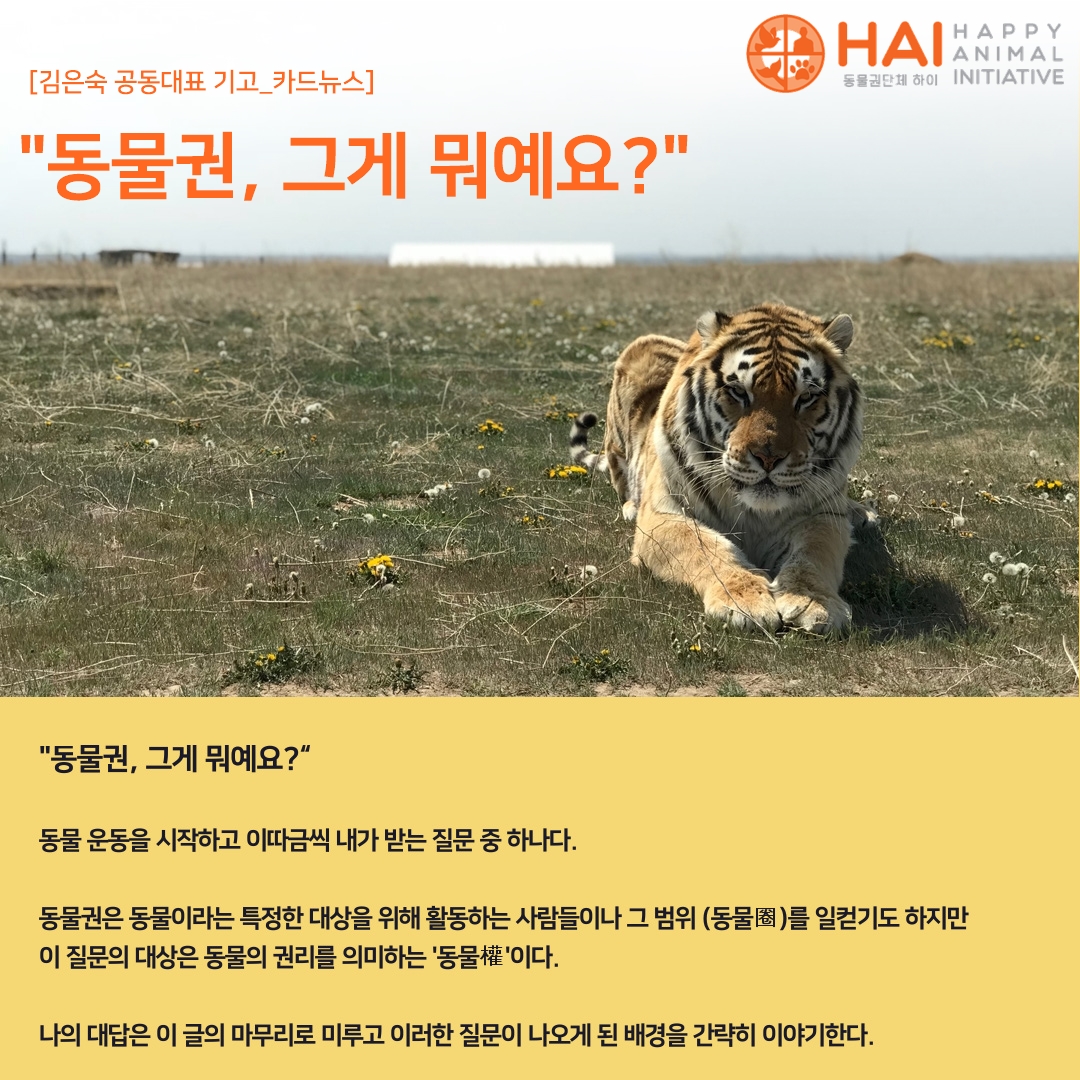 HAI
HAPPY
ANIMAL
INITIATIVE
동물권단체 하이
[김은숙 공동대표 기고_카드뉴스]
"동물권, 그게 뭐예요?"
"동물권, 그게 뭐예요?“
동물 운동을 시작하고 이따금씩 내가 받는 질문 중 하나다.
동물권은 동물이라는 특정한 대상을 위해 활동하는 사람들이나 그 범위 (동물圈)를 일컫기도 하지만
이 질문의 대상은 동물의 권리를 의미하는 '동물權'이다.
나의 대답은 이 글의 마무리로 미루고 이러한 질문이 나오게 된 배경을 간략히 이야기한다.